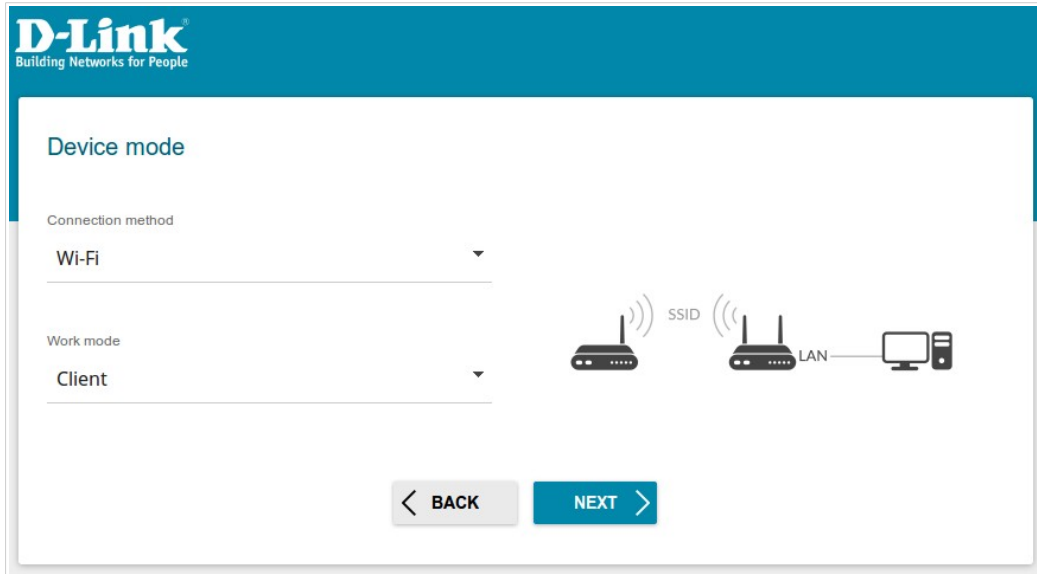 D-Link®
Building Networks for People
Device mode
Connection method
Wi-Fi
Work mode
Client
SSID
LAN
BACK
NEXT